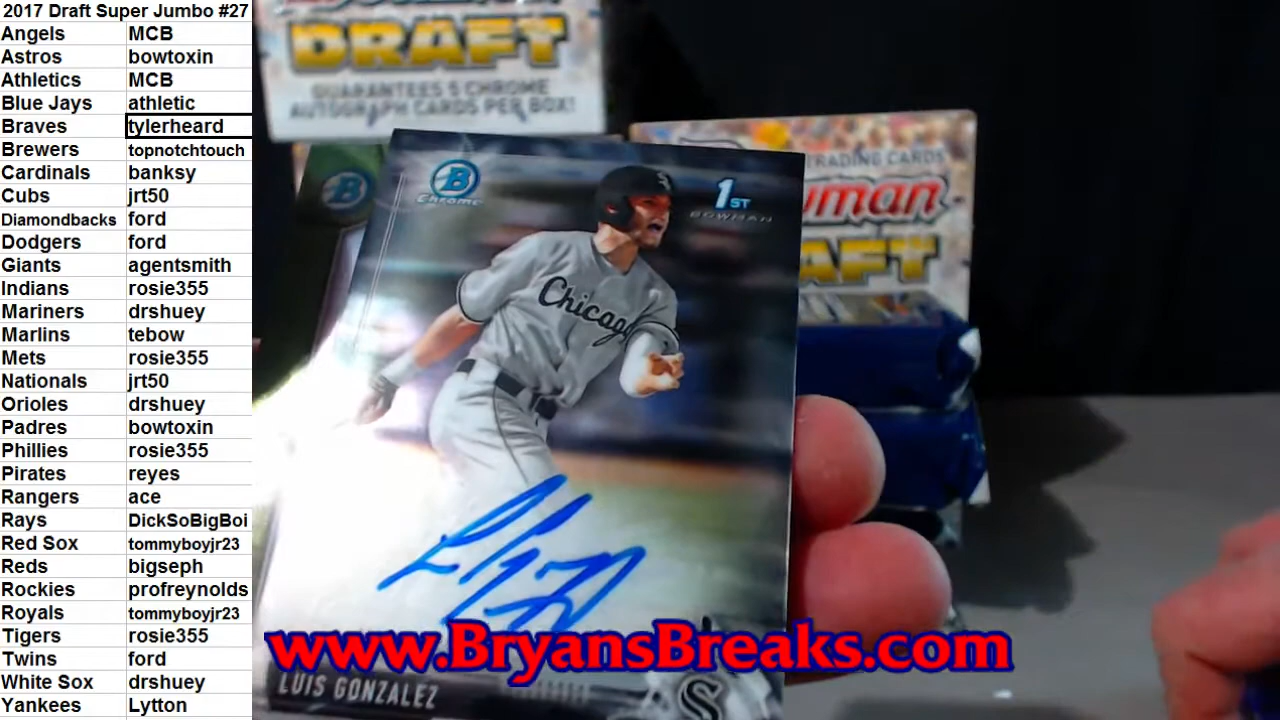 2017 Draft Super Jumbo #27
Angels MCB
Astros bowtoxin
Athletics MCB
Blue Jays athletic
Braves tylerheard
Brewers topnotchtouch
Cardinals banksy
Cubs jrt50
Diamondbacks ford
Dodgers ford
Giants agentsmith
Indians rosie355
Mariners drshuey
Marlins tebow
Mets rosie355
Nationals jrt50
Orioles drshuey
Padres bowtoxin
Phillies rosie355
Pirates reyes
Rangers ace
Rays DickSoBigBoi
Red Sox tommyboyjr23
Reds bigseph
Rockies profreynolds
Royals tommyboyjr23
Tigers rosie355
Twins ford
White Sox drshuey
Yankees Lytton
DRAFT
GUARANTEES 5 CHROME
AUTOGRAPH CARDS PER BOX!
TRADING CARDS
wman
AFT
B
B
Chrome
1ST
BOWMAN
Chicago
www.BryansBreaks.com
LUIS GONZALEZ